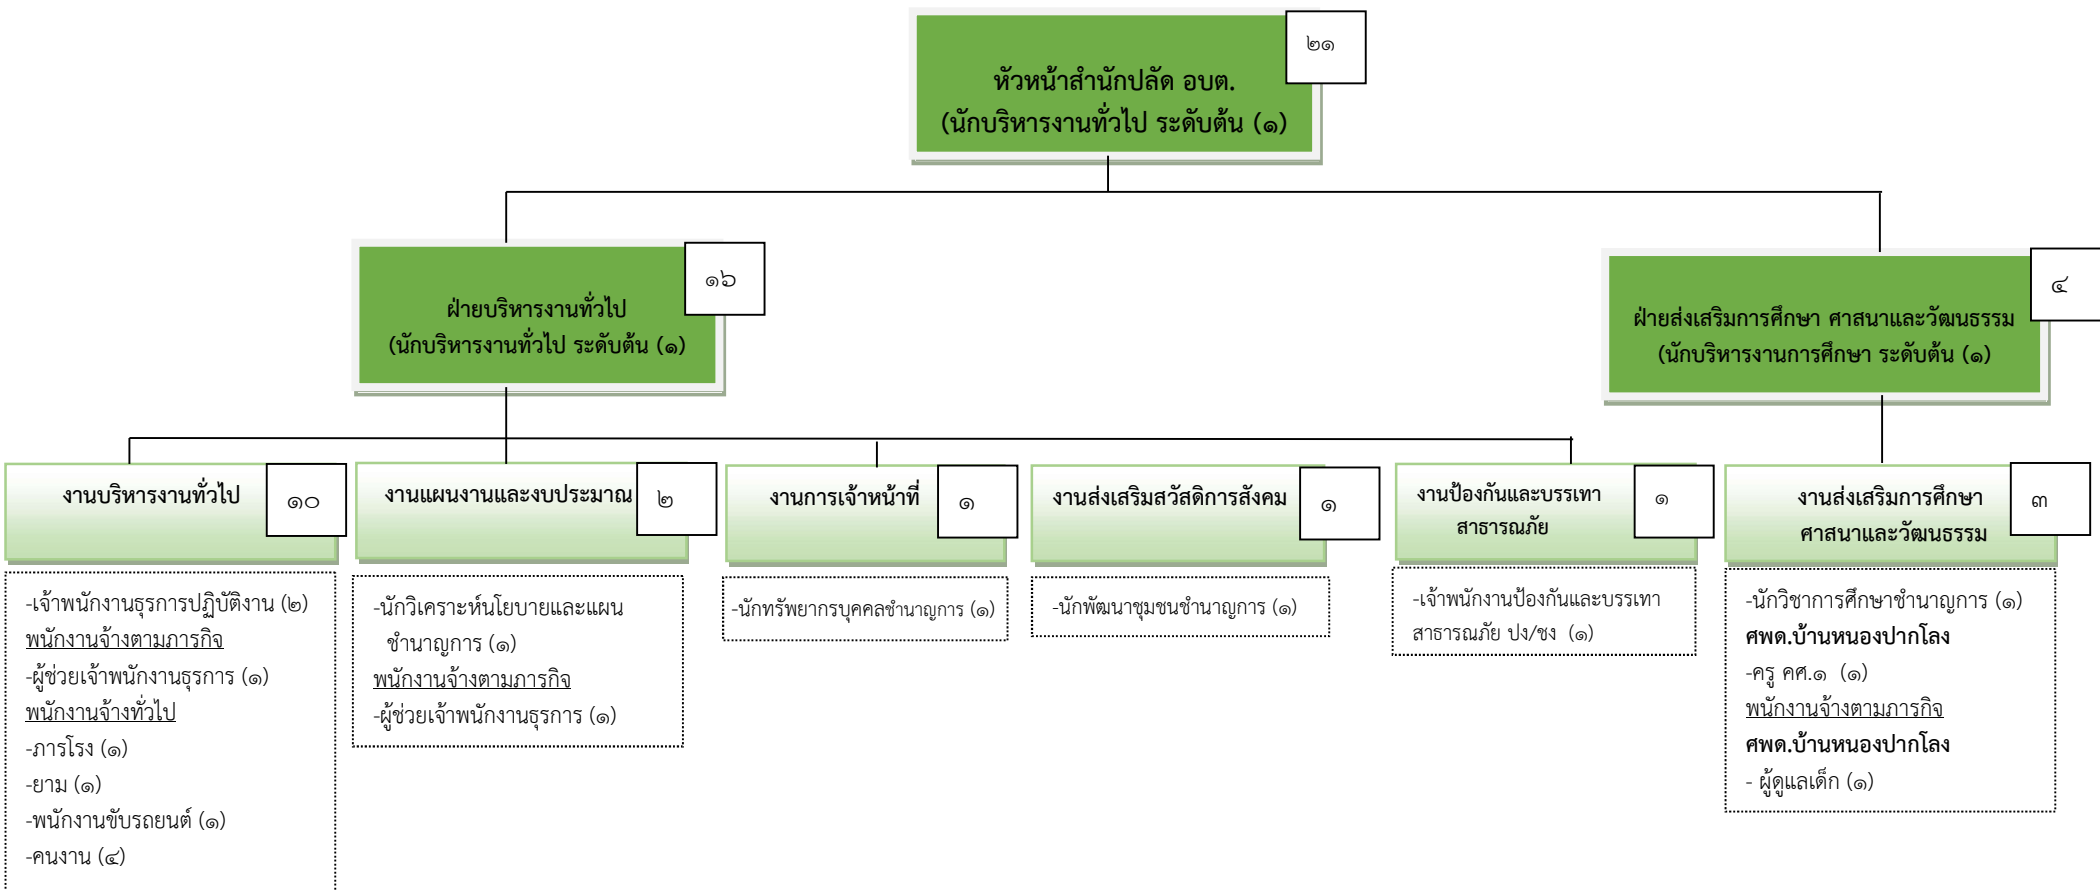 ๒๑
หัวหน้าสำนักปลัด อบต.
(นักบริหารงานทั่วไป ระดับต้น (๑)
๑๖
ฝ่ายบริหารงานทั่วไป
(นักบริหารงานทั่วไป ระดับต้น (๑)
๔
ฝ่ายส่งเสริมการศึกษา ศาสนาและวัฒนธรรม
(นักบริหารงานการศึกษา ระดับต้น (๑)
งานบริหารงานทั่วไป
๑๐
-เจ้าพนักงานธุรการปฏิบัติงาน (๒)
พนักงานจ้างตามภารกิจ
-ผู้ช่วยเจ้าพนักงานธุรการ (๑)
พนักงานจ้างทั่วไป
-ภารโรง (๑)
-ยาม (๑)
-พนักงานขับรถยนต์ (๑)
-คนงาน (๔)
งานแผนงานและงบประมาณ
๒
-นักวิเคราะห์นโยบายและแผน
ชำนาญการ (๑)
พนักงานจ้างตามภารกิจ
-ผู้ช่วยเจ้าพนักงานธุรการ (๑)
งานการเจ้าหน้าที่
๑
-นักทรัพยากรบุคคลชำนาญการ (๑)
งานส่งเสริมสวัสดิการสังคม
๑
-นักพัฒนาชุมชนชำนาญการ (๑)
งานป้องกันและบรรเทา
สาธารณภัย
๑
-เจ้าพนักงานป้องกันและบรรเทา
สาธารณภัย ปง/ชง (๑)
งานส่งเสริมการศึกษา
ศาสนาและวัฒนธรรม
๓
-นักวิชาการศึกษาชำนาญการ (๑)
ศพด.บ้านหนองปากโลง
-ครู คศ.๑ (๑)
พนักงานจ้างตามภารกิจ
ศพด.บ้านหนองปากโลง
- ผู้ดูแลเด็ก (๑)